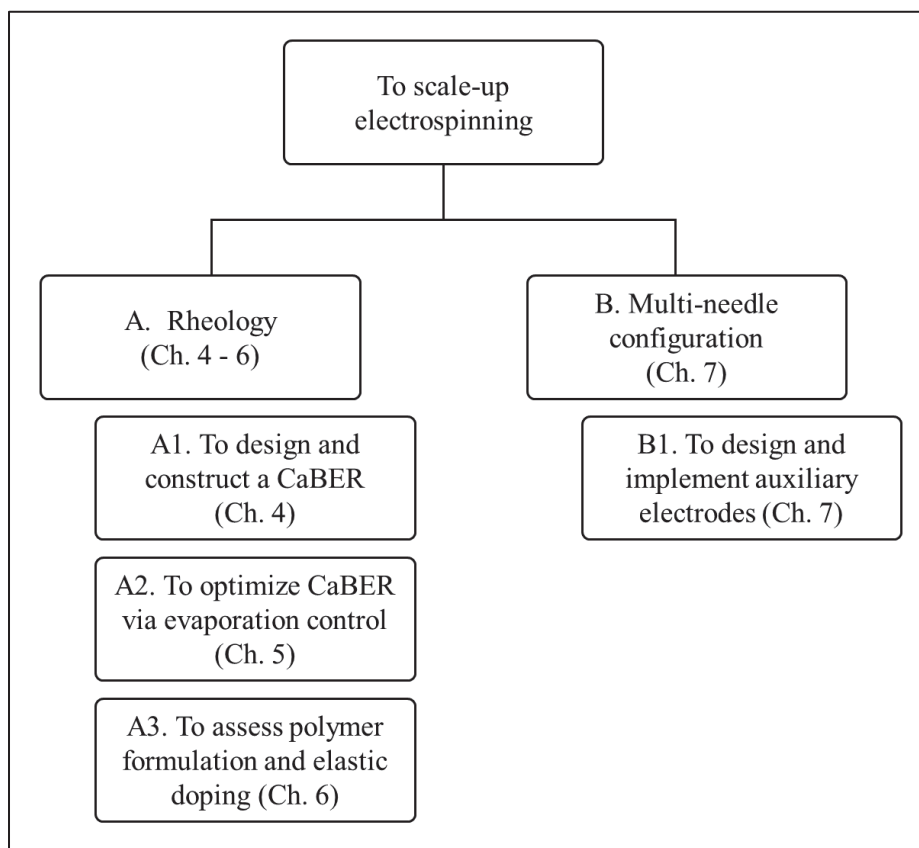 To scale-up
electrospinning
A. Rheology
(Ch. 4 - 6)
A1. To design and
construct a CaBER
(Ch. 4)
A2. To optimize CaBER
via evaporation control
(Ch. 5)
A3. To assess polymer
formulation and elastic
doping (Ch. 6)
B. Multi-needle
configuration
(Ch. 7)
B1. To design and
implement auxiliary
electrodes (Ch. 7)